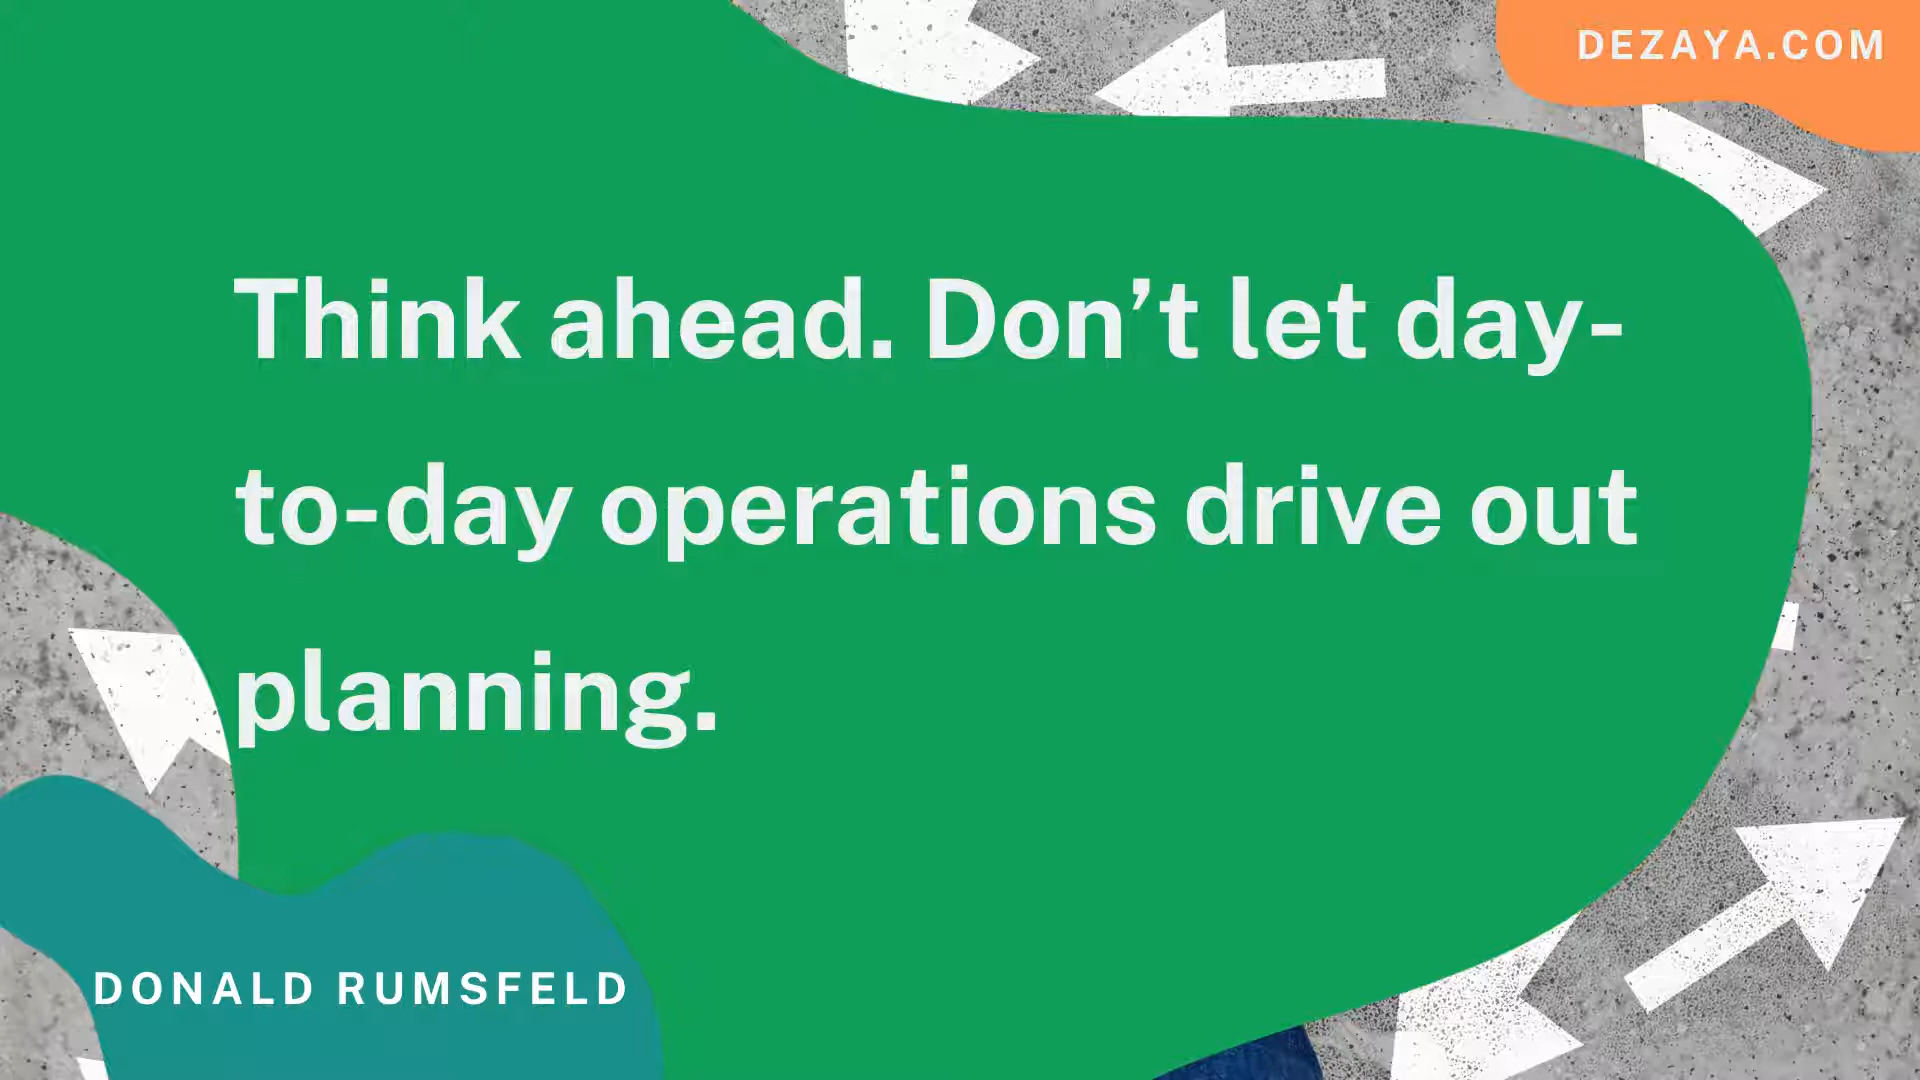 DEZAYA.COM
Think ahead. Don’t let day-
to-day operations drive out
planning.
DONALD RUMSFELD